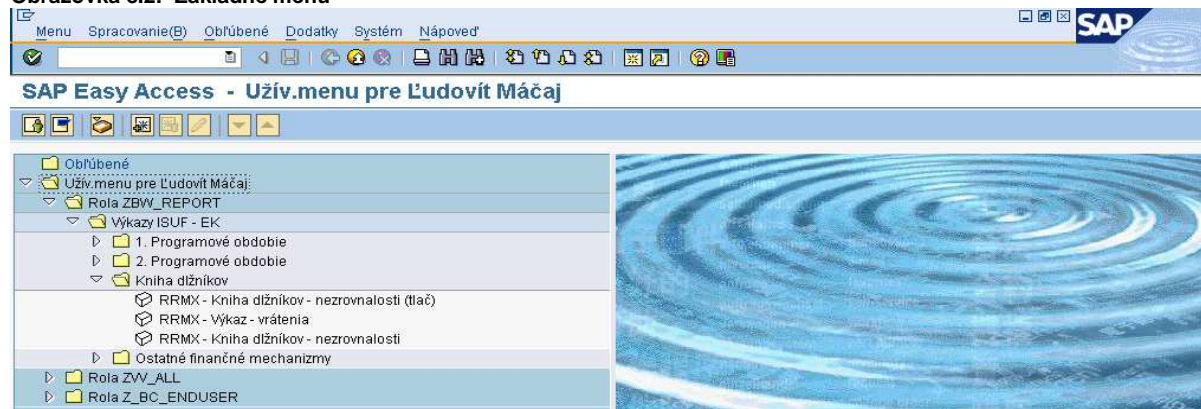 Obrazovka č.2: Základné menu
Menu Spracovanie(B) Obľúbené Dodatky Systém Nápoveď
SAP
SAP Easy Access - Užív.menu pre Ľudovít Máčaj
Obľúbené
Užív.menu pre Ľudovít Máčaj
Rola ZBW_REPORT
Výkazy ISUF - EK
1. Programové obdobie
2. Programové obdobie
Kniha dlžníkov
RRMX - Kniha dlžníkov - nezrovnalosti (tlač)
RRMX - Výkaz - vrátenia
RRMX - Kniha dlžníkov - nezrovnalosti
Ostatné finančné mechanizmy
Rola ZVV_ALL
Rola Z_BC_ENDUSER